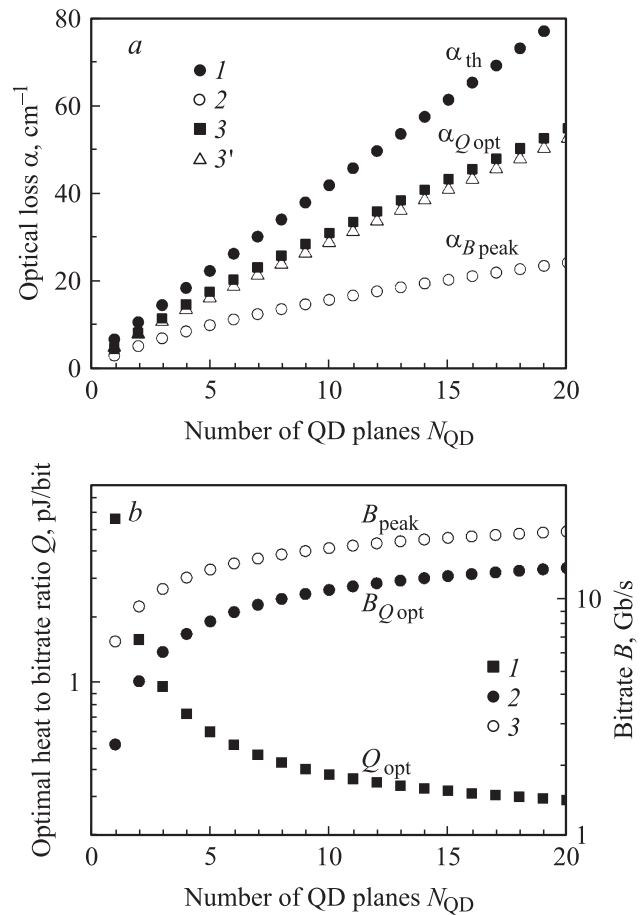 80
60
40
20
0
Optical loss α, cm⁻¹
a
1
2
3
3'
α_th
α_Q opt
α_B peak
0 5 10 15 20
Number of QD planes N_QD
b
Optimal heat to bitrate ratio Q, pJ/bit
1
B_peak
B_Q opt
1
2
3
Q_opt
10
1
Bitrate B, Gb/s
0 5 10 15 20
Number of QD planes N_QD